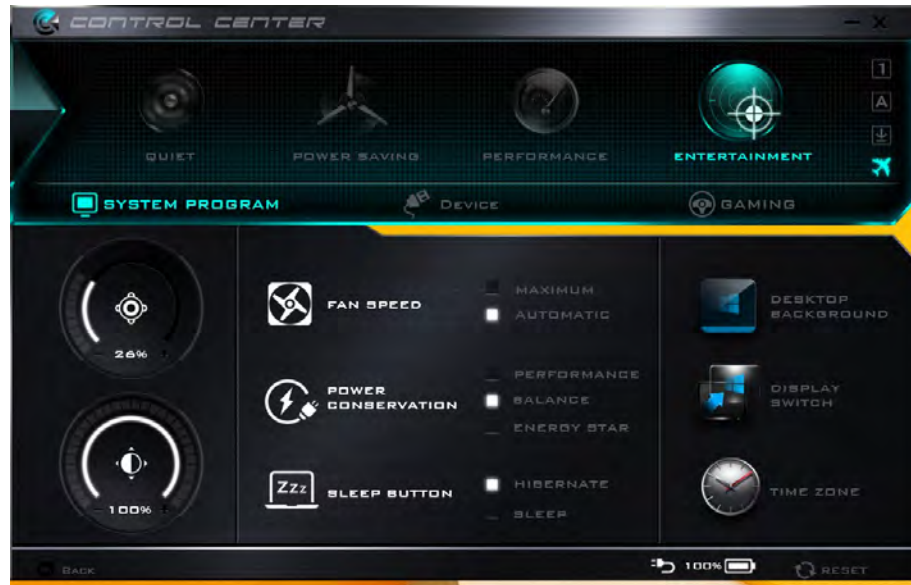 CONTROL CENTER
QUIET
POWER SAVING
PERFORMANCE
ENTERTAINMENT
1
A
SYSTEM PROGRAM
DEVICE
GAMING
26%
100%
FAN SPEED
MAXIMUM
AUTOMATIC
POWER
CONSERVATION
PERFORMANCE
BALANCE
ENERGY STAR
Zzz
SLEEP BUTTON
HIBERNATE
SLEEP
DESKTOP
BACKGROUND
DISPLAY
SWITCH
TIME ZONE
BACK
100%
RESET